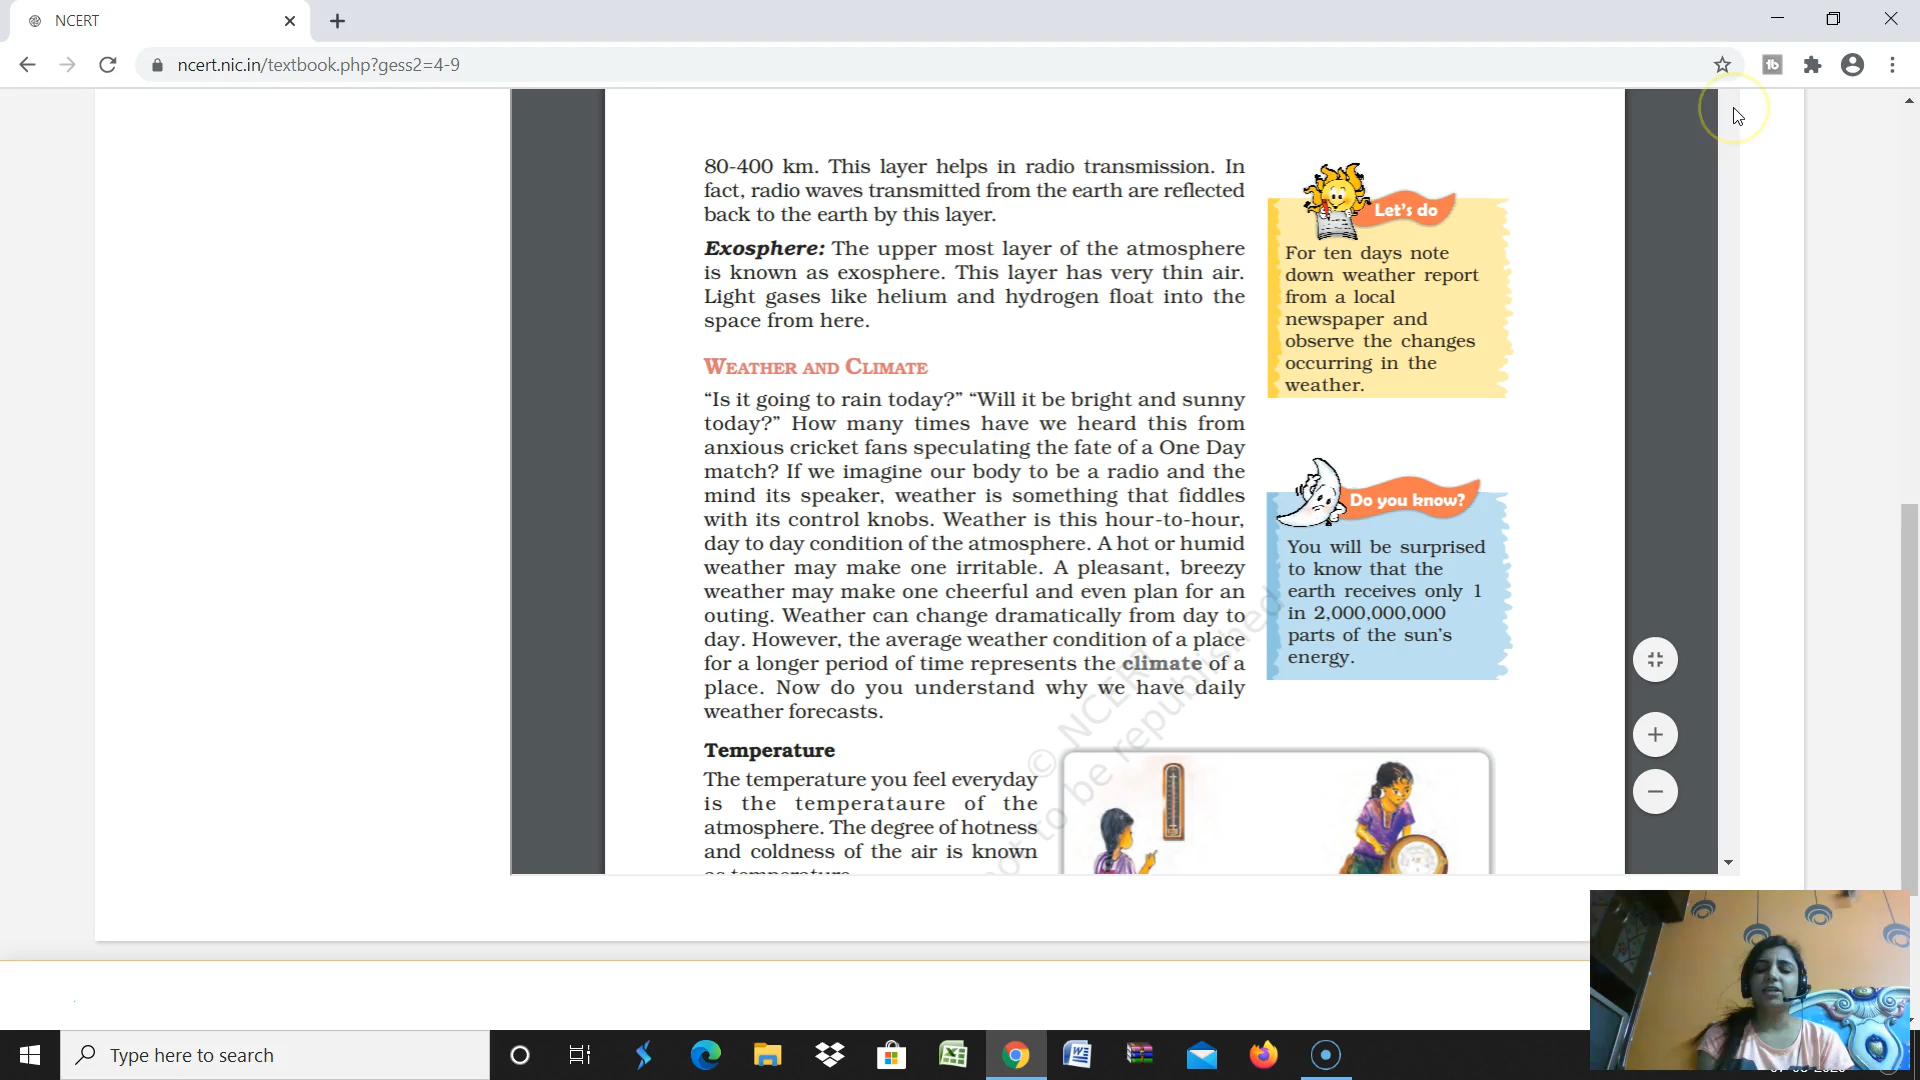 NCERT
ncert.nic.in/textbook.php?gess2=4-9
80-400 km. This layer helps in radio transmission. In
fact, radio waves transmitted from the earth are reflected
back to the earth by this layer.
Exosphere: The upper most layer of the atmosphere
is known as exosphere. This layer has very thin air.
Light gases like helium and hydrogen float into the
space from here.
WEATHER AND CLIMATE
“Is it going to rain today?” “Will it be bright and sunny
today?” How many times have we heard this from
anxious cricket fans speculating the fate of a One Day
match? If we imagine our body to be a radio and the
mind its speaker, weather is something that fiddles
with its control knobs. Weather is this hour-to-hour,
day to day condition of the atmosphere. A hot or humid
weather may make one irritable. A pleasant, breezy
weather may make one cheerful and even plan for an
outing. Weather can change dramatically from day to
day. However, the average weather condition of a place
for a longer period of time represents the climate of a
place. Now do you understand why we have daily
weather forecasts.
Temperature
The temperature you feel everyday
is the temperataure of the
atmosphere. The degree of hotness
and coldness of the air is known
as temperature
Let's do
For ten days note
down weather report
from a local
newspaper and
observe the changes
occurring in the
weather.
Do you know?
You will be surprised
to know that the
earth receives only 1
in 2,000,000,000
parts of the sun's
energy.
© NCERT
not to be republished
Type here to search